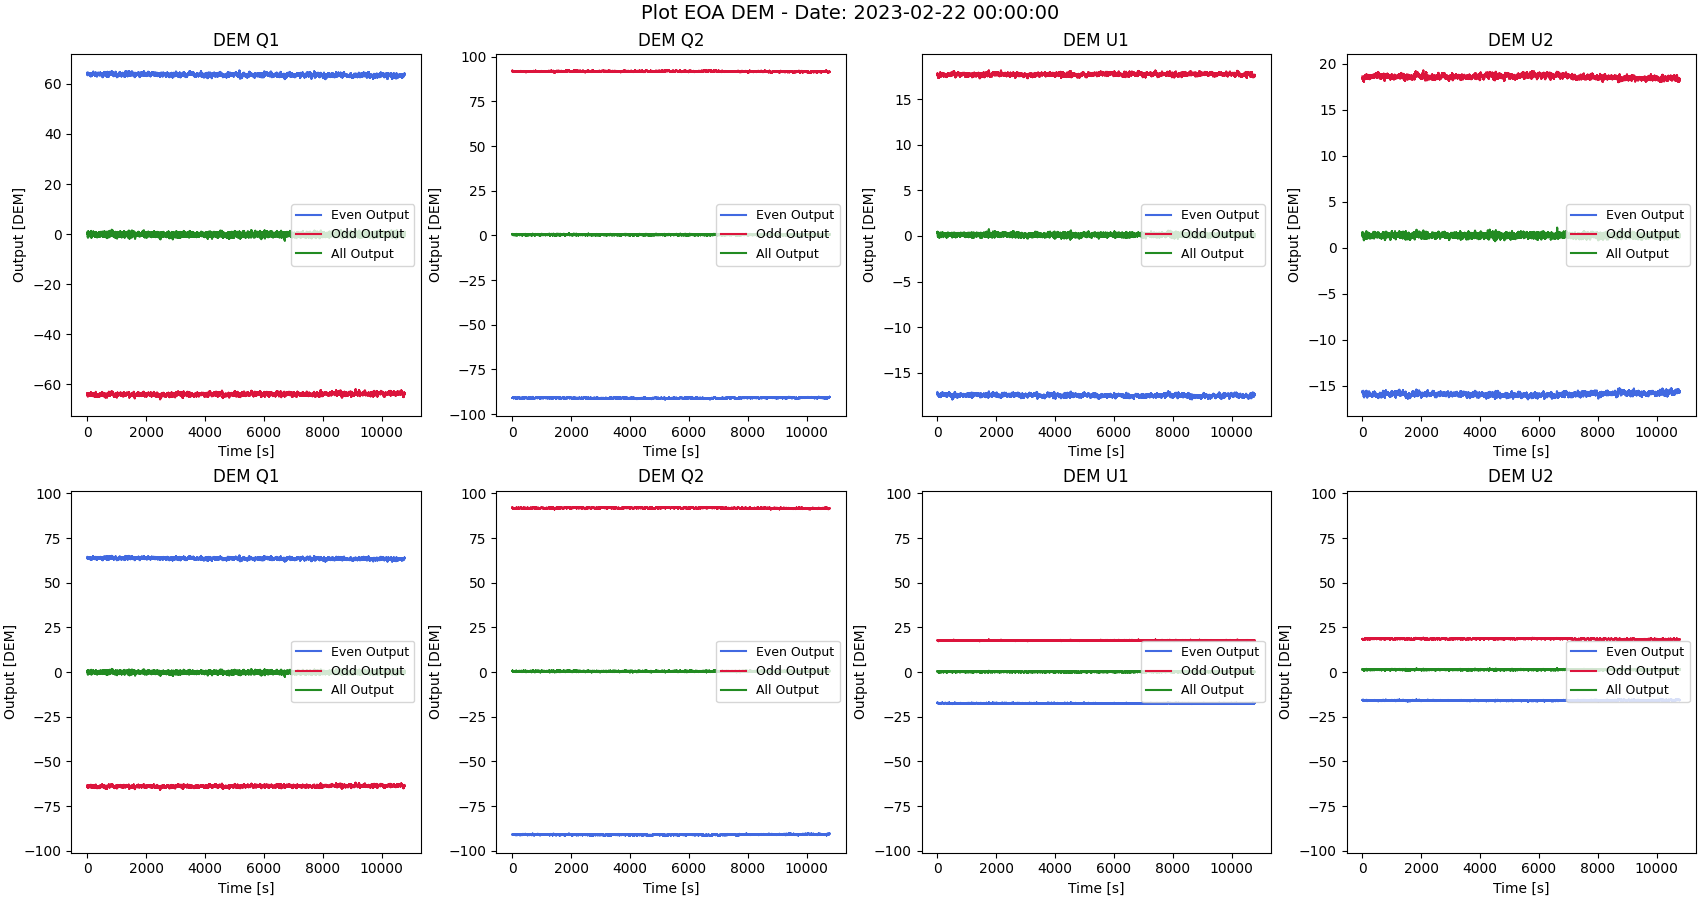 Plot EOA DEM - Date: 2023-02-22 00:00:00
DEM Q1
Output [DEM]
60
40
20
0
−20
−40
−60
Even Output
Odd Output
All Output
0 2000 4000 6000 8000 10000
Time [s]
DEM Q2
Output [DEM]
100
75
50
25
0
−25
−50
−75
−100
Even Output
Odd Output
All Output
0 2000 4000 6000 8000 10000
Time [s]
DEM U1
Output [DEM]
15
10
5
0
−5
−10
−15
Even Output
Odd Output
All Output
0 2000 4000 6000 8000 10000
Time [s]
DEM U2
Output [DEM]
20
15
10
5
0
−5
−10
−15
Even Output
Odd Output
All Output
0 2000 4000 6000 8000 10000
Time [s]
DEM Q1
Output [DEM]
100
75
50
25
0
−25
−50
−75
−100
Even Output
Odd Output
All Output
0 2000 4000 6000 8000 10000
Time [s]
DEM Q2
Output [DEM]
100
75
50
25
0
−25
−50
−75
−100
Even Output
Odd Output
All Output
0 2000 4000 6000 8000 10000
Time [s]
DEM U1
Output [DEM]
100
75
50
25
0
−25
−50
−75
−100
Even Output
Odd Output
All Output
0 2000 4000 6000 8000 10000
Time [s]
DEM U2
Output [DEM]
100
75
50
25
0
−25
−50
−75
−100
Even Output
Odd Output
All Output
0 2000 4000 6000 8000 10000
Time [s]